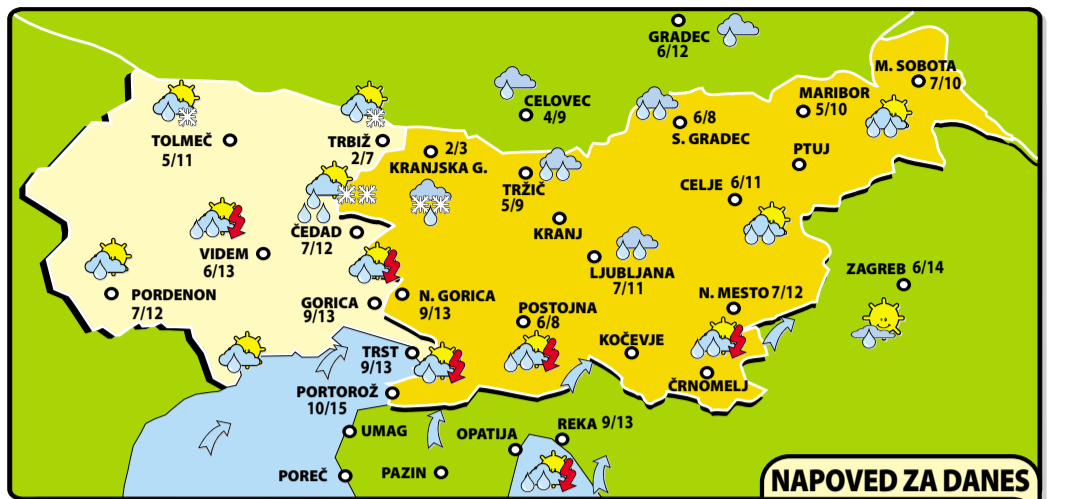 GRADEC
6/12
M. SOBOTA
7/10
MARIBOR
5/10
CELOVEC
4/9
6/8
S. GRADEC
TOLMEČ
5/11
TRBIŽ
2/7
2/3
KRANJSKA G.
PTUJ
TRŽIČ
5/9
CELJE 6/11
KRANJ
ČEDAD
7/12
VIDEM
6/13
LJUBLJANA
7/11
ZAGREB 6/14
PORDENON
7/12
GORICA
9/13
N. GORICA
9/13
N. MESTO 7/12
POSTOJNA
6/8
KOČEVJE
TRST
9/13
ČRNOMELJ
PORTOROŽ
10/15
UMAG
OPATIJA
REKA 9/13
POREČ
PAZIN
NAPOVED ZA DANES